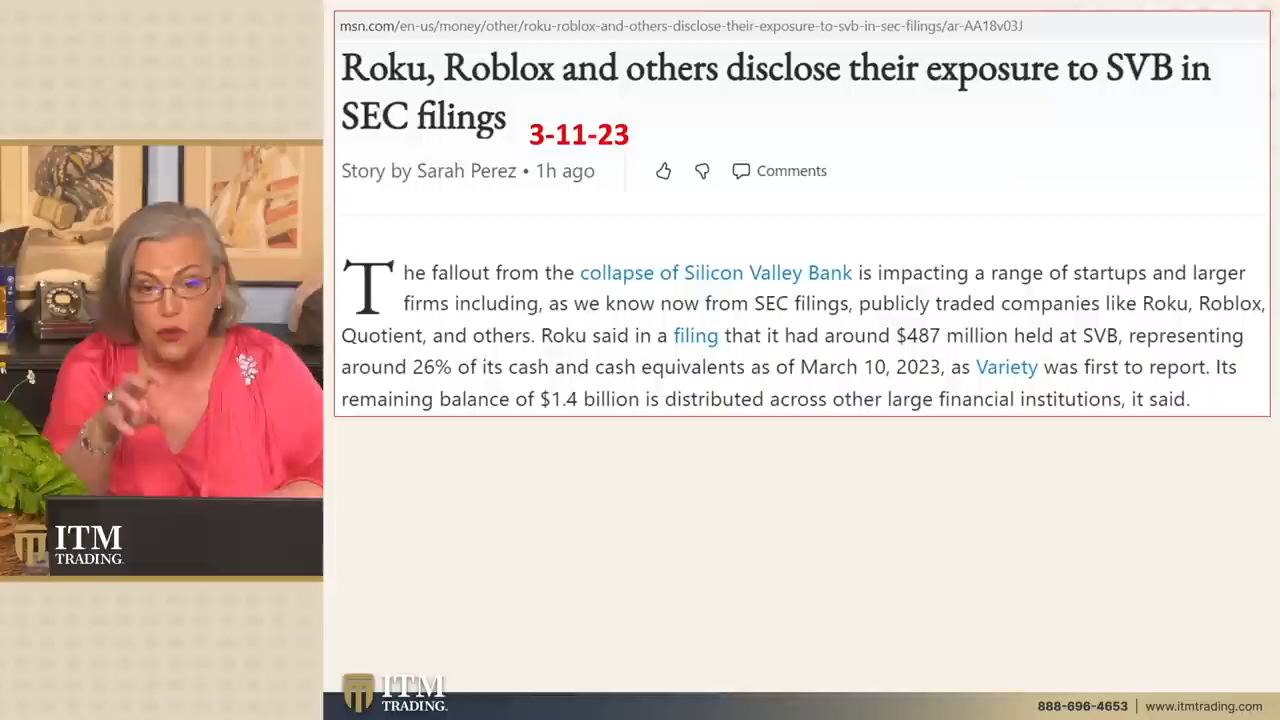 msn.com/en-us/money/other/roku-roblox-and-others-disclose-their-exposure-to-svb-in-sec-filings/ar-AA18v03J
Roku, Roblox and others disclose their exposure to SVB in
SEC filings
3-11-23
Story by Sarah Perez • 1h ago
Comments
The fallout from the collapse of Silicon Valley Bank is impacting a range of startups and larger
firms including, as we know now from SEC filings, publicly traded companies like Roku, Roblox,
Quotient, and others. Roku said in a filing that it had around $487 million held at SVB, representing
around 26% of its cash and cash equivalents as of March 10, 2023, as Variety was first to report. Its
remaining balance of $1.4 billion is distributed across other large financial institutions, it said.
ITM
TRADING.
ITM
TRADING.
888-696-4653 | www.itmtrading.com